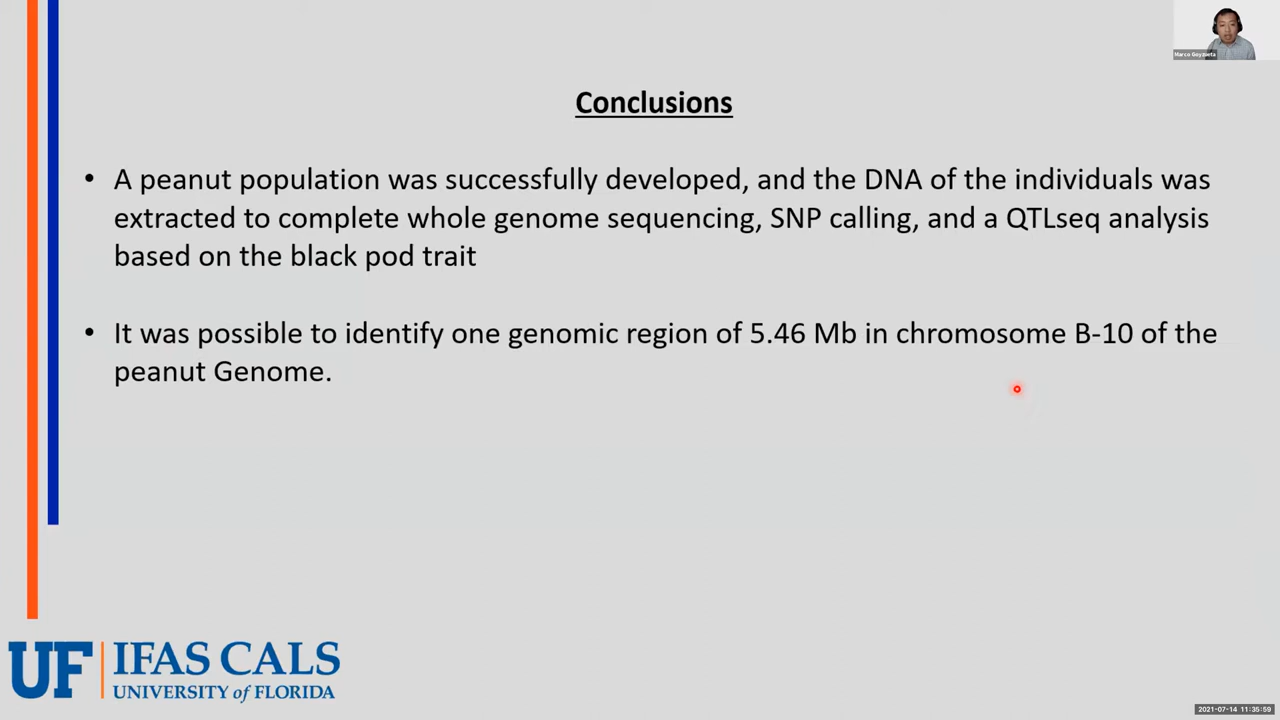 Marco Goyzueta
Conclusions
• A peanut population was successfully developed, and the DNA of the individuals was
extracted to complete whole genome sequencing, SNP calling, and a QTLseq analysis
based on the black pod trait
• It was possible to identify one genomic region of 5.46 Mb in chromosome B-10 of the
peanut Genome.
UF IFAS CALS
UNIVERSITY of FLORIDA
2021-07-14 11:35:59